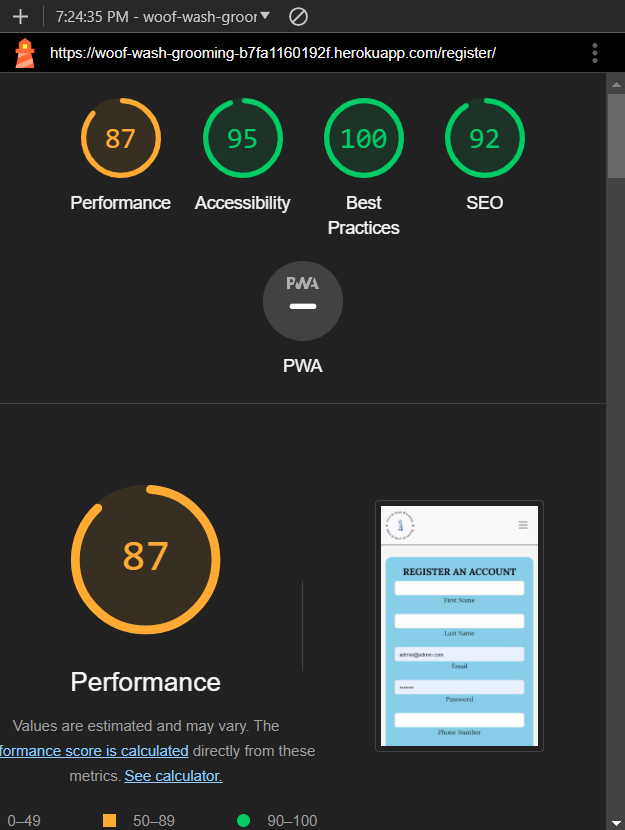 7:24:35 PM - woof-wash-groor
https://woof-wash-grooming-b7fa1160192f.herokuapp.com/register/
87
95
100
92
Performance
Accessibility
Best
Practices
SEO
PWA
PWA
87
Performance
Values are estimated and may vary. The
formance score is calculated directly from these
metrics. See calculator.
0–49
50–89
90–100
REGISTER AN ACCOUNT
First Name
Last Name
admin@admin.com
Email
Password
Phone Number